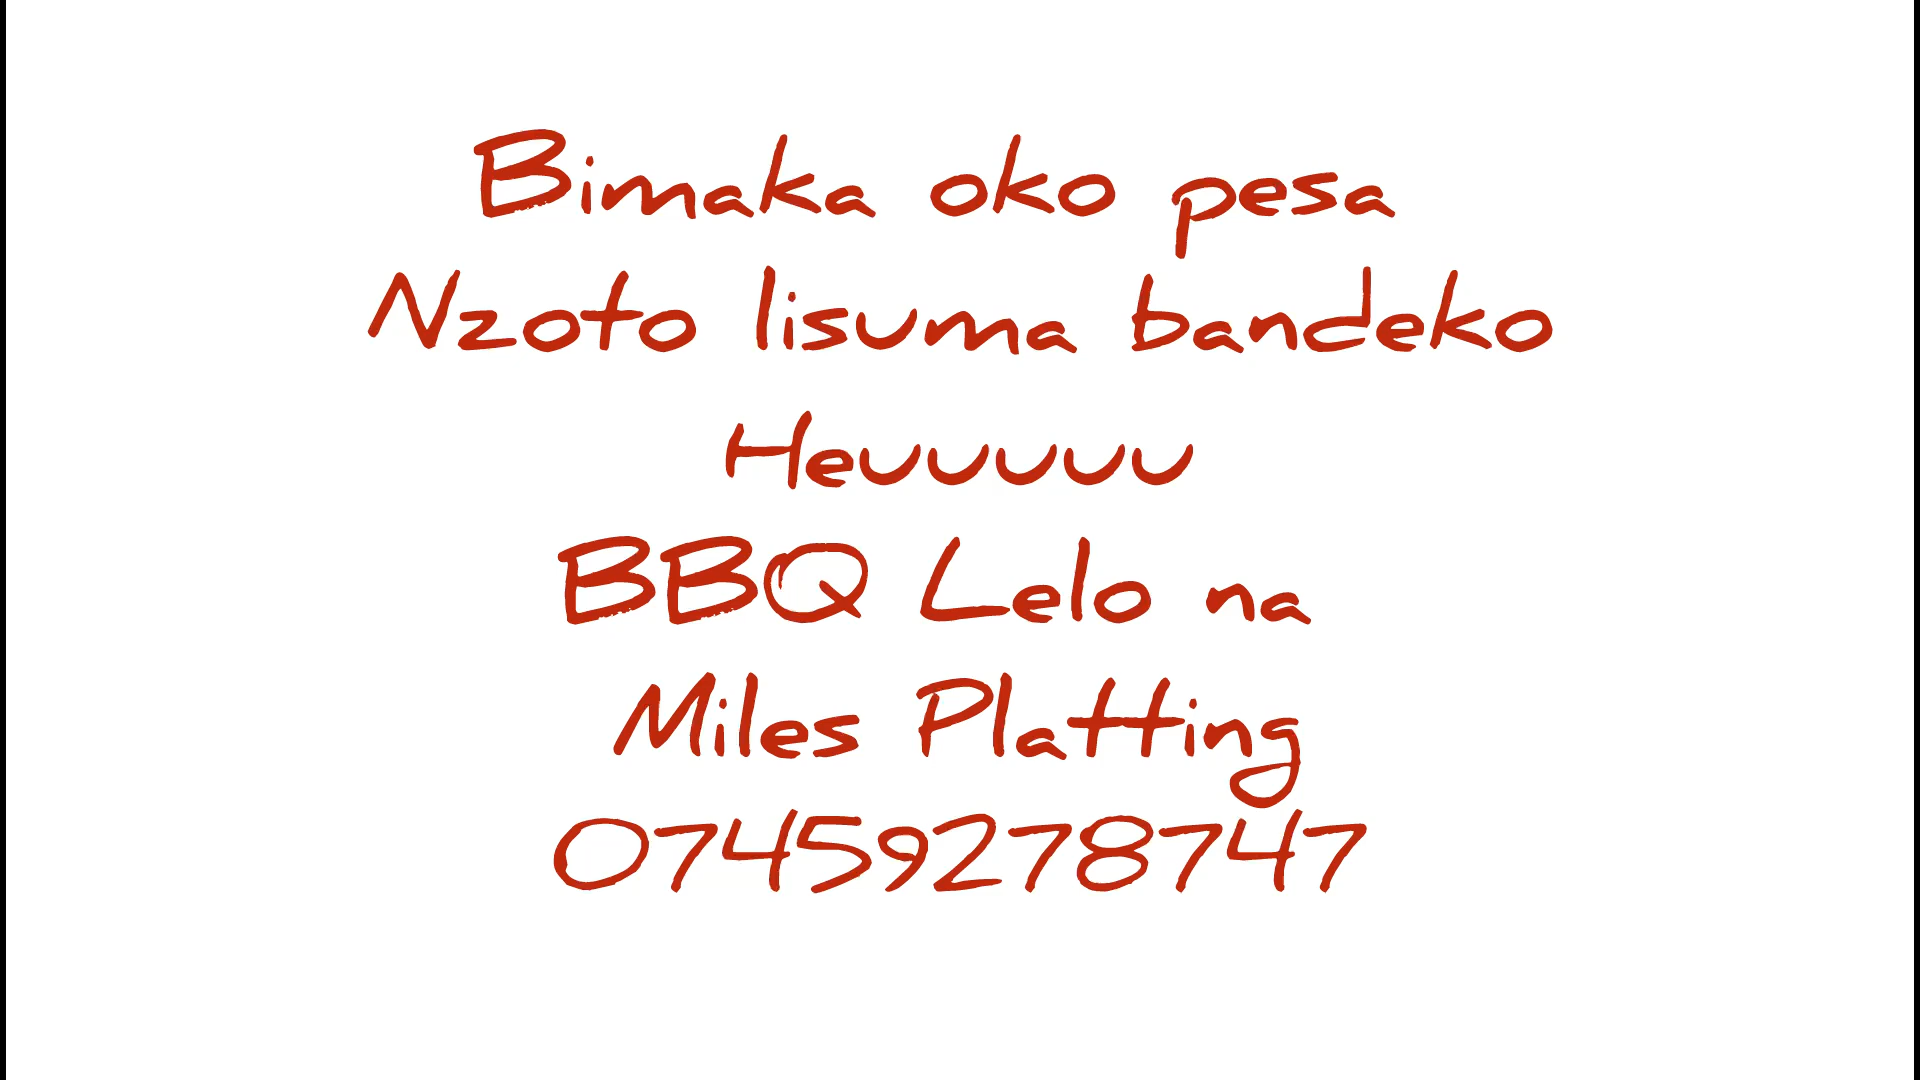 Bimaka oko pesa
Nzoto lisuma bandeko
Heuuuuu
BBQ Lelo na
Miles Platting
07459278747